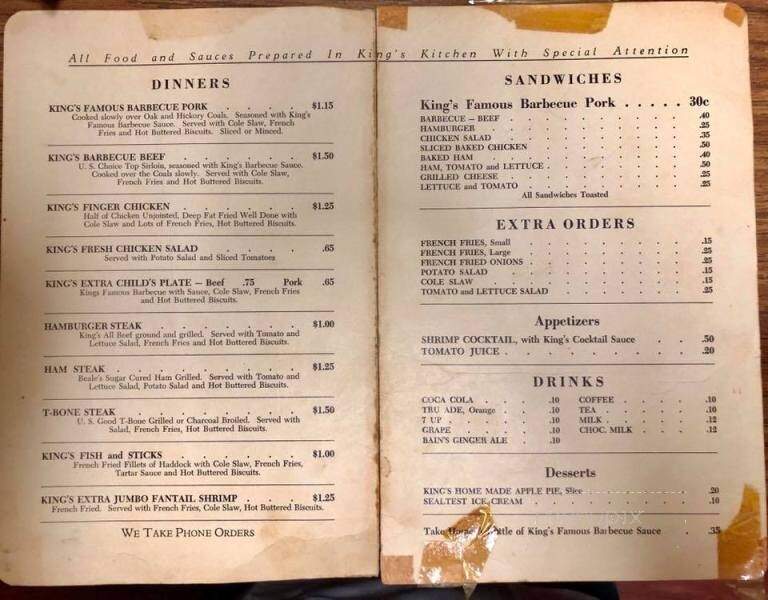 All Food and Sauces Prepared In King's Kitchen With Special Attention
DINNERS
KING'S FAMOUS BARBECUE PORK . . . . $1.15
Cooked slowly over Oak and Hickory Coals. Seasoned with King's
Famous Barbecue Sauce. Served with Cole Slaw, French
Fries and Hot Buttered Biscuits. Sliced or Minced.
KING'S BARBECUE BEEF . . . . . $1.50
U. S. Choice Top Sirloin, seasoned with King's Barbecue Sauce.
Cooked over the Coals slowly. Served with Cole Slaw,
French Fries and Hot Buttered Biscuits.
KING'S FINGER CHICKEN . . . . . $1.25
Half of Chicken Unjointed, Deep Fat Fried Well Done with
Cole Slaw and Lots of French Fries, Hot Buttered Biscuits.
KING'S FRESH CHICKEN SALAD . . . . .65
Served with Potato Salad and Sliced Tomatoes
KING'S EXTRA CHILD'S PLATE — Beef .75 Pork .65
Kings Famous Barbecue with Sauce, Cole Slaw, French Fries
and Hot Buttered Biscuits.
HAMBURGER STEAK . . . . . . $1.00
King's All Beef ground and grilled. Served with Tomato and
Lettuce Salad, French Fries and Hot Buttered Biscuits.
HAM STEAK . . . . . . . $1.25
Beale's Sugar Cured Ham Grilled. Served with Tomato and
Lettuce Salad, Potato Salad and Hot Buttered Biscuits.
T-BONE STEAK . . . . . . . $1.50
U. S. Good T-Bone Grilled or Charcoal Broiled. Served with
Salad, French Fries, Hot Buttered Biscuits.
KING'S FISH and STICKS . . . . . $1.00
French Fried Fillets of Haddock with Cole Slaw, French Fries,
Tartar Sauce and Hot Buttered Biscuits.
KING'S EXTRA JUMBO FANTAIL SHRIMP . . . $1.25
French Fried. Served with French Fries, Cole Slaw, Hot Buttered Biscuits.
WE TAKE PHONE ORDERS
SANDWICHES
King's Famous Barbecue Pork . . . . . 30c
BARBECUE — BEEF . . . . . . . . .40
HAMBURGER . . . . . . . . .25
CHICKEN SALAD . . . . . . . . .35
SLICED BAKED CHICKEN . . . . . . . .50
BAKED HAM . . . . . . . . .40
HAM, TOMATO and LETTUCE . . . . . . .50
GRILLED CHEESE . . . . . . . . .25
LETTUCE and TOMATO . . . . . . . .25
All Sandwiches Toasted
EXTRA ORDERS
FRENCH FRIES, Small . . . . . . . .15
FRENCH FRIES, Large . . . . . . . .25
FRENCH FRIED ONIONS . . . . . . . .25
POTATO SALAD . . . . . . . . .15
COLE SLAW . . . . . . . . .15
TOMATO and LETTUCE SALAD . . . . . . .25
Appetizers
SHRIMP COCKTAIL, with King's Cocktail Sauce . . .50
TOMATO JUICE . . . . . . . . .20
DRINKS
COCA COLA . . . .10 COFFEE . . . . .10
TRU ADE, Orange . . .10 TEA . . . . .10
7 UP . . . . .10 MILK . . . . .12
GRAPE . . . . .10 CHOC. MILK . . . .12
BAIN'S GINGER ALE . .10
Desserts
KING'S HOME MADE APPLE PIE, Slice .20
SEALTEST ICE CREAM . . . . . . .10
Take Home Bottle of King's Famous Barbecue Sauce . .35